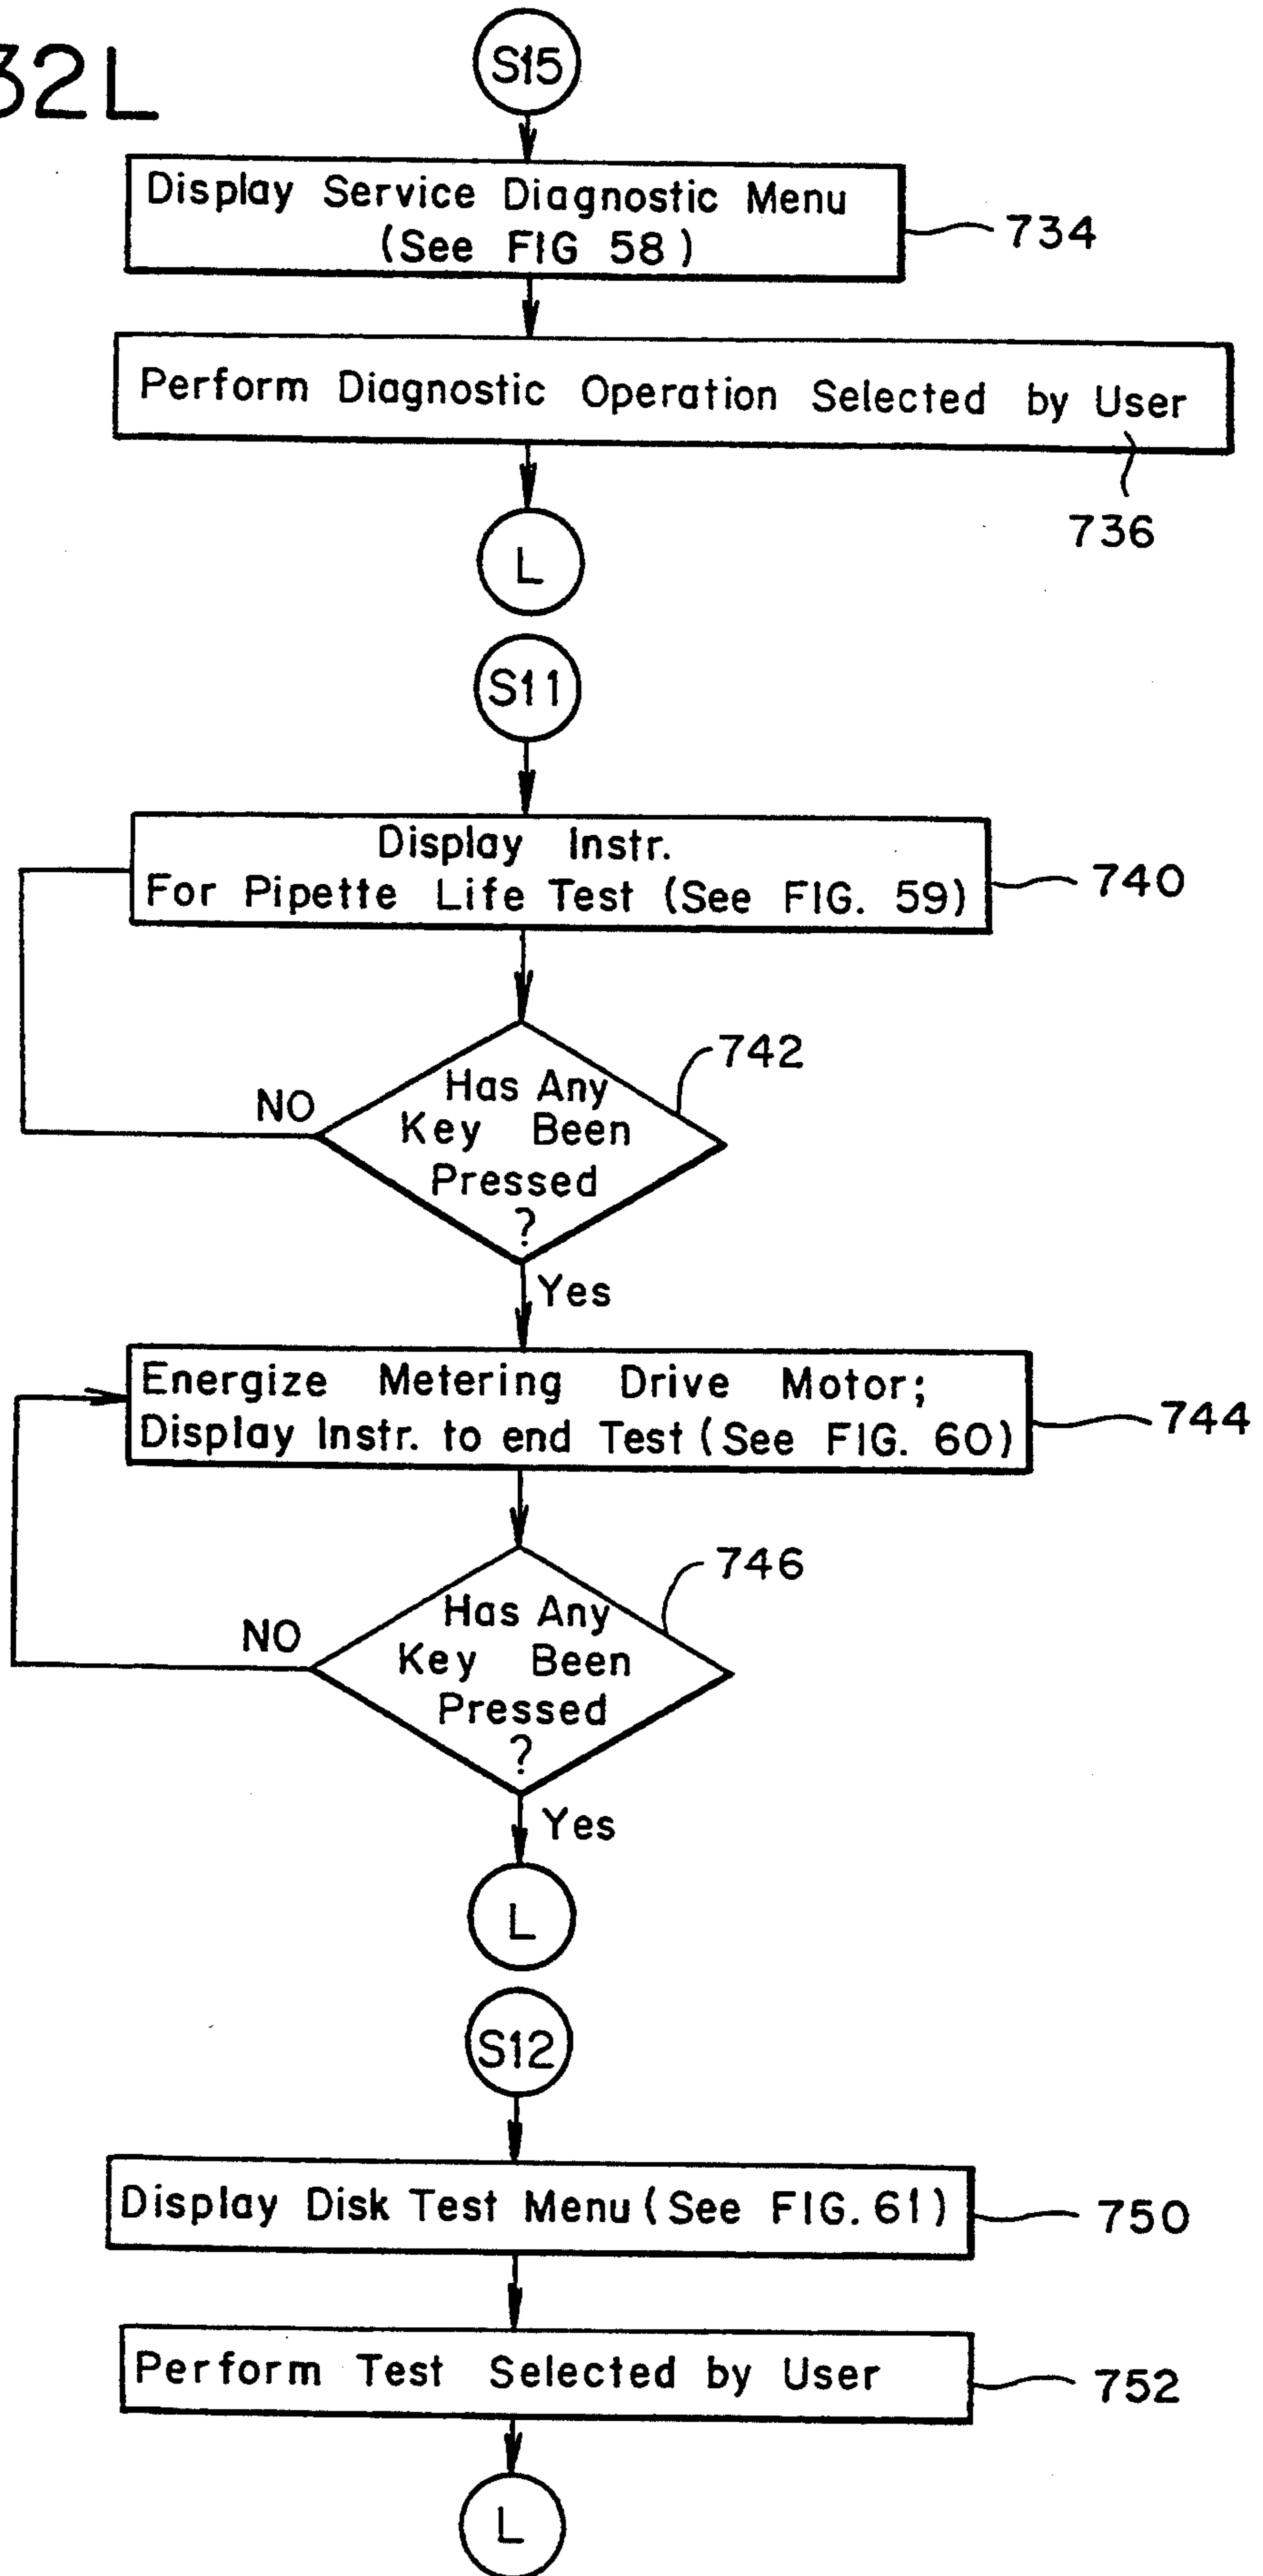 32L
S15
Display Service Diagnostic Menu
(See FIG 58)
734
Perform Diagnostic Operation Selected by User
736
L
S11
Display Instr.
For Pipette Life Test (See FIG. 59)
740
742
Has Any
Key Been
Pressed
?
NO
Yes
Energize Metering Drive Motor;
Display Instr. to end Test (See FIG. 60)
744
746
Has Any
Key Been
Pressed
?
NO
Yes
L
S12
Display Disk Test Menu (See FIG. 61)
750
Perform Test Selected by User
752
L